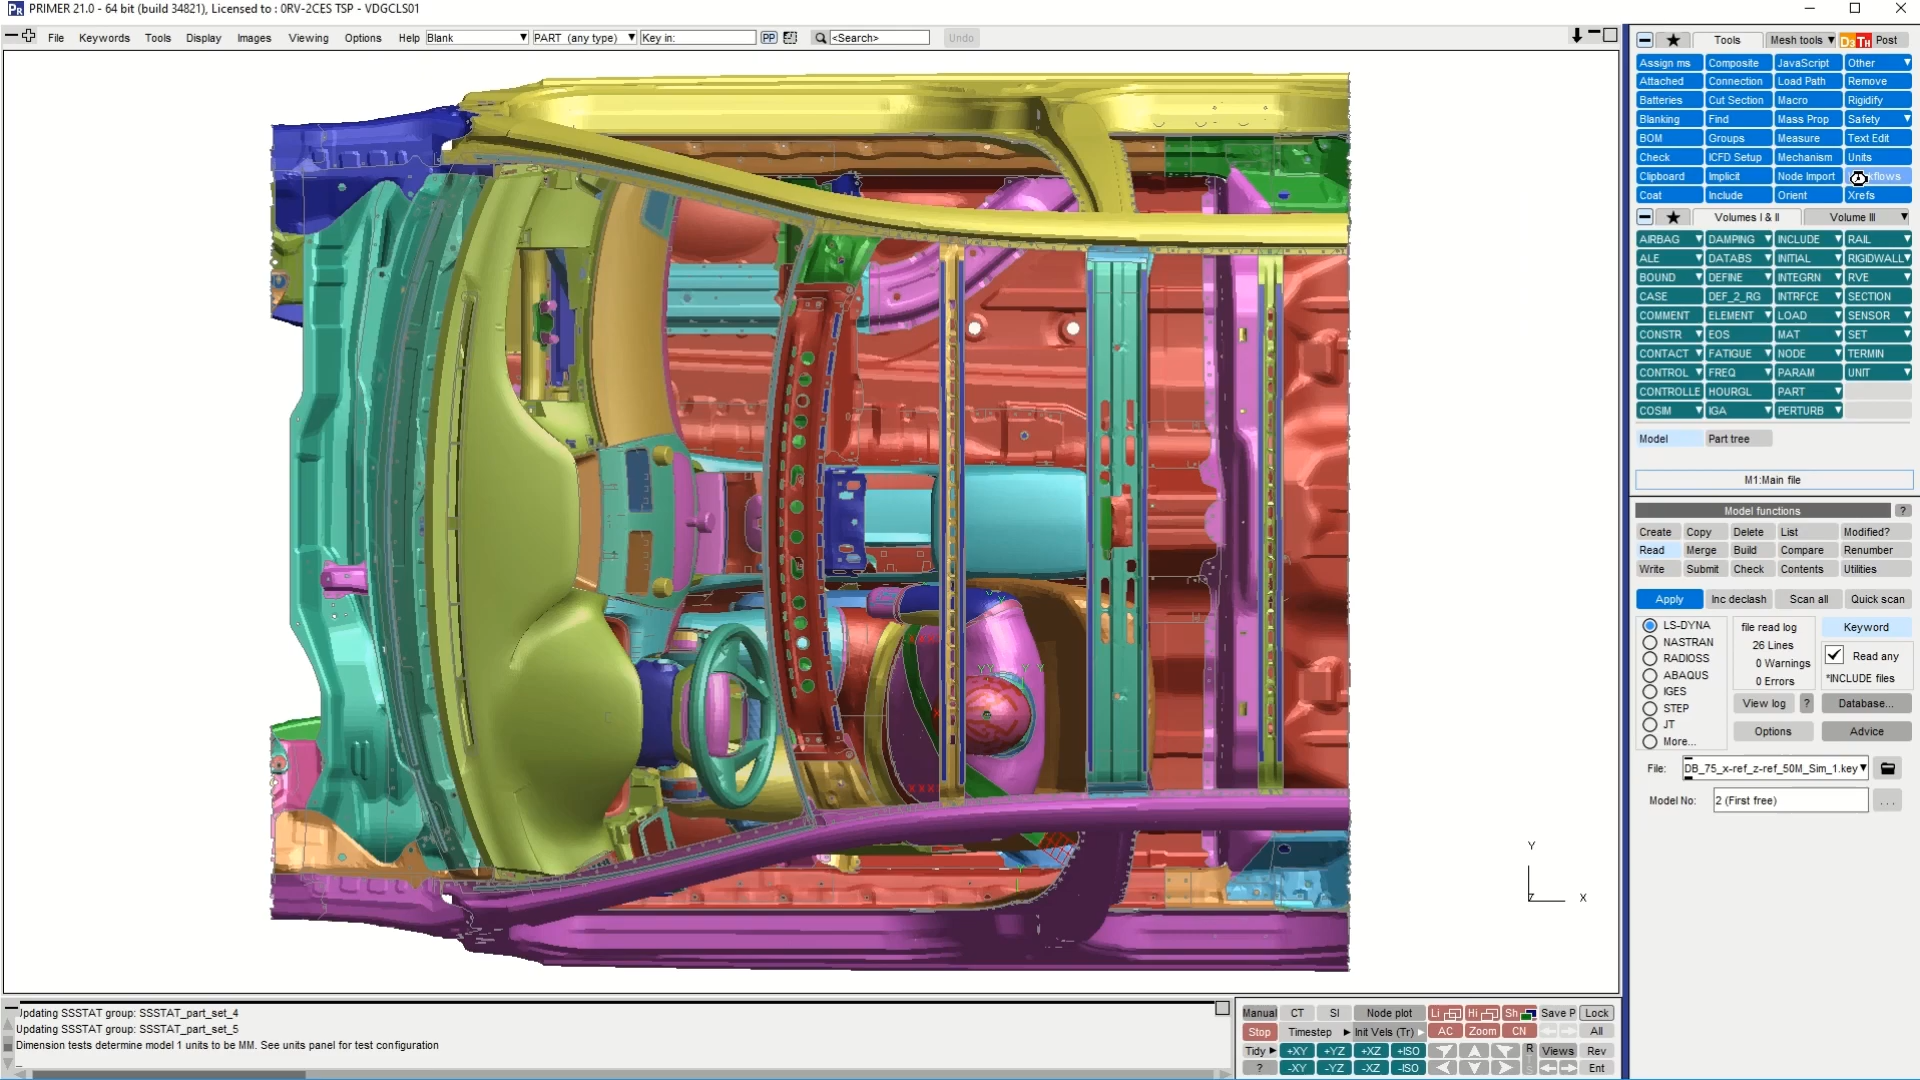 PRIMER 21.0 - 64 bit (build 34821), Licensed to : 0RV-2CES TSP - VDGCLS01
File Keywords Tools Display Images Viewing Options Help Blank PART (any type) Key in: PP <Search> Undo
Tools Mesh tools D3 TH Post
Assign ms Composite JavaScript Other
Attached Connection Load Path Remove
Batteries Cut Section Macro Rigidify
Blanking Find Mass Prop Safety
BOM Groups Measure Text Edit
Check ICFD Setup Mechanism Units
Clipboard Implicit Node Import
Coat Include Orient Xrefs
Volumes I & II Volume III
AIRBAG DAMPING INCLUDE RAIL
ALE DATABS INITIAL RIGIDWALL
BOUND DEFINE INTEGRN RVE
CASE DEF_2_RG INTRFCE SECTION
COMMENT ELEMENT LOAD SENSOR
CONSTR EOS MAT SET
CONTACT FATIGUE NODE TERMIN
CONTROL FREQ PARAM UNIT
CONTROLLE HOURGL PART
COSIM IGA PERTURB
Model Part tree
M1:Main file
Model functions ?
Create Copy Delete List Modified?
Read Merge Build Compare Renumber
Write Submit Check Contents Utilities
Apply Inc declash Scan all Quick scan
LS-DYNA file read log Keyword
NASTRAN 26 Lines Read any
RADIOSS 0 Warnings *INCLUDE files
ABAQUS 0 Errors
IGES View log ? Database...
STEP
JT Options Advice
More...
File: DB_75_x-ref_z-ref_50M_Sim_1.key
Model No: 2 (First free) ...
Y
Z X
Updating SSSTAT group: SSSTAT_part_set_4
Updating SSSTAT group: SSSTAT_part_set_5
Dimension tests determine model 1 units to be MM. See units panel for test configuration
Manual CT SI Node plot Li Hi Sh Save P Lock
Stop Timestep Init Vels (Tr) AC Zoom CN All
Tidy +XY +YZ +XZ +ISO Views Rev
? -XY -YZ -XZ -ISO Ent